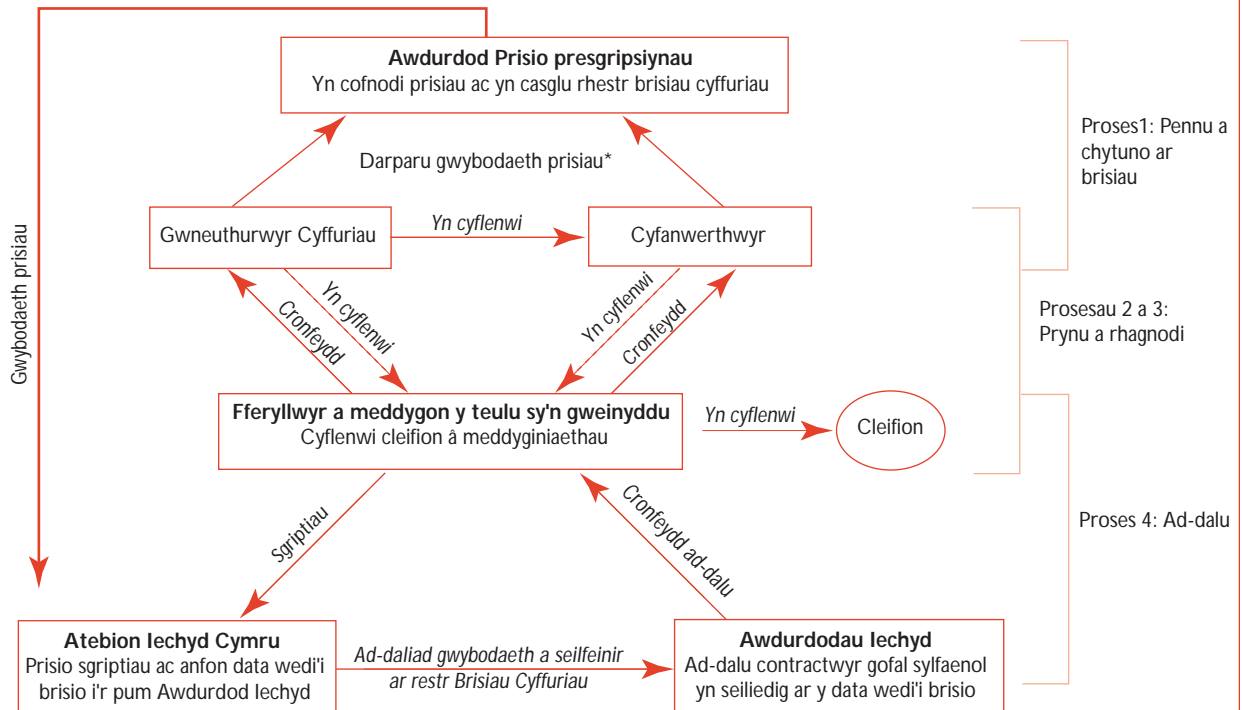 Awdurdod Prisio presgripsiynau
Yn cofnodi prisiau ac yn casglu rhestr brisiau cyffuriau
Proses1: Pennu a
chytuno ar
brisiau
Darparu gwybodaeth prisiau*
Gwybodaeth prisiau
Gwneuthurwyr Cyffuriau
Yn cyflenwi
Cyfanwerthwyr
Cronfeydd
Yn cyflenwi
Yn cyflenwi
Cronfeydd
Prosesau 2 a 3:
Prynu a rhagnodi
Fferyllwyr a meddygon y teulu sy'n gweinyddu
Cyflenwi cleifion â meddyginiaethau
Yn cyflenwi
Cleifion
Sgriptiau
Cronfeydd ad-dalu
Proses 4: Ad-dalu
Atebion Iechyd Cymru
Prisio sgriptiau ac anfon data wedi'i
brisio i'r pum Awdurdod Iechyd
Ad-daliad gwybodaeth a seilfeinir
ar restr Brisiau Cyffuriau
Awdurdodau Iechyd
Ad-dalu contractwyr gofal sylfaenol
yn seiliedig ar y data wedi'i brisio